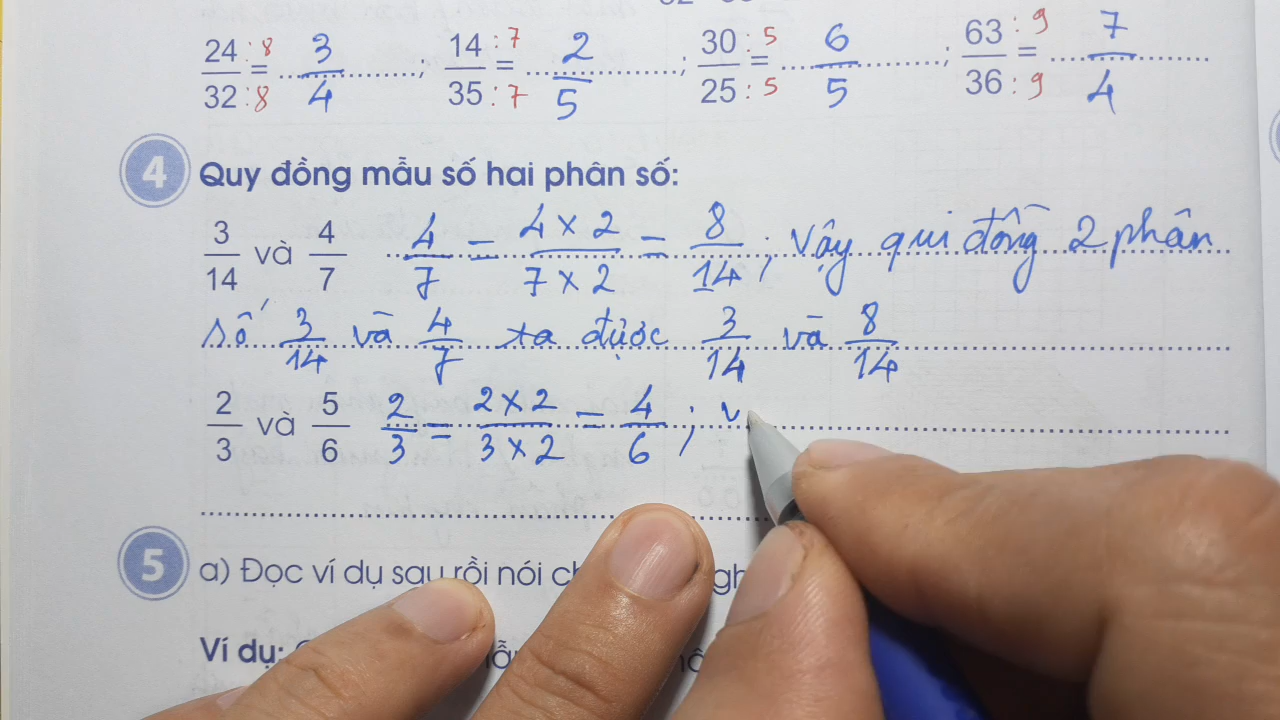 24 : 8 / 32 : 8 = 3/4 ; 14 : 7 / 35 : 7 = 2/5 ; 30 : 5 / 25 : 5 = 6/5 ; 63 : 9 / 36 : 9 = 7/4
4 Quy đồng mẫu số hai phân số:
3/14 và 4/7 4/7 = 4 × 2 / 7 × 2 = 8/14 ; Vậy qui đồng 2 phân
số 3/14 và 4/7 ta được 3/14 và 8/14
2/3 và 5/6 2/3 = 2 × 2 / 3 × 2 = 4/6 ; v
5 a) Đọc ví dụ sau rồi nói
Ví dụ: